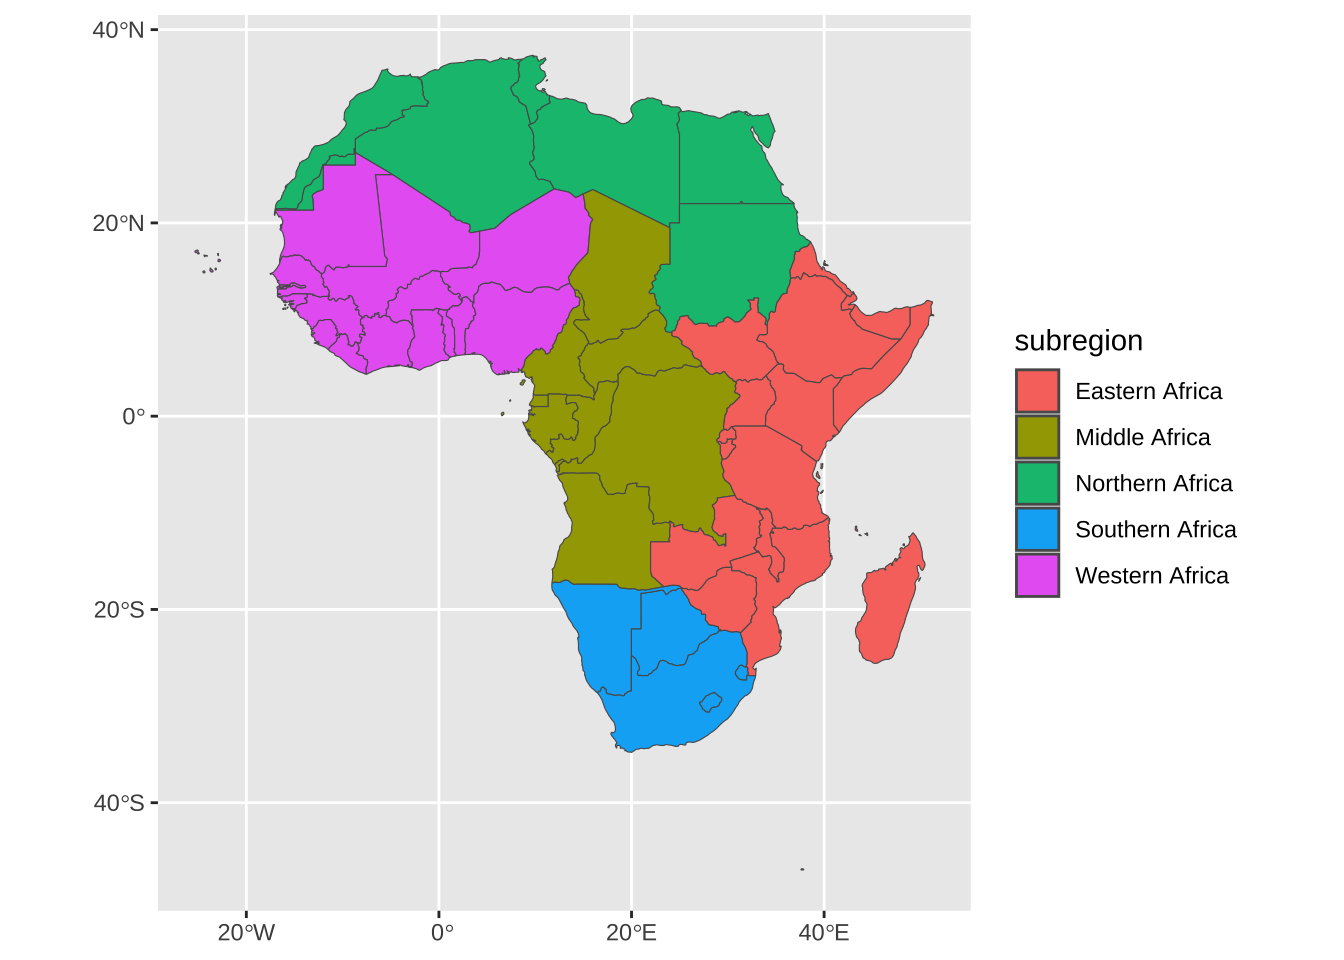 40°N
20°N
0°
20°S
40°S
20°W
0°
20°E
40°E
subregion
Eastern Africa
Middle Africa
Northern Africa
Southern Africa
Western Africa